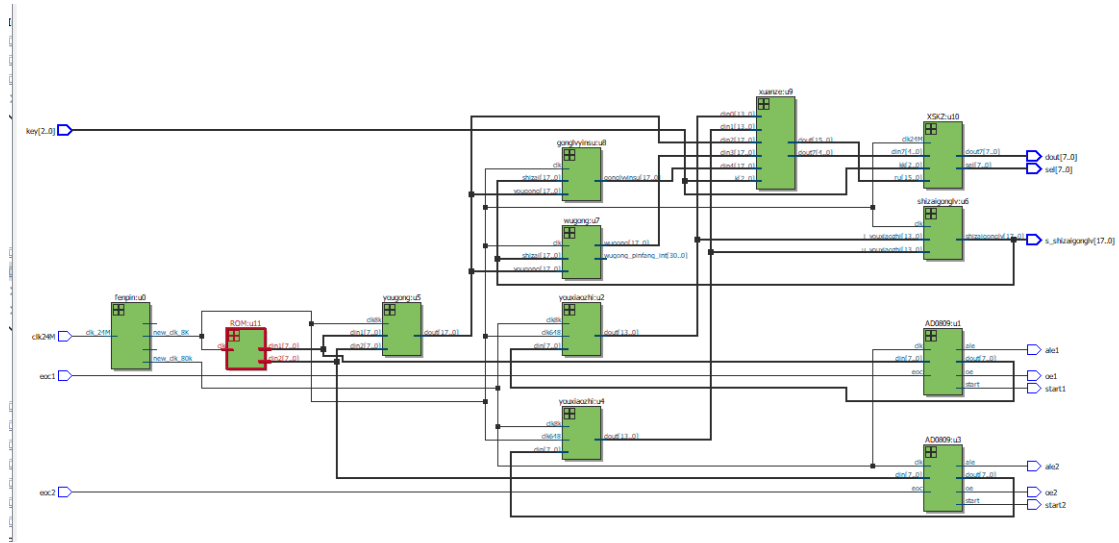 key[2..0]
clk24M
eoc1
eoc2
fenpin:u0
clk_24M
new_clk_8K
new_clk_80k
ROM:u11
clk
din1[7..0]
din2[7..0]
yougong:u5
clk8k
din1[7..0]
din2[7..0]
dout[17..0]
gonglvyinsu:u8
clk
shizai[17..0]
yougong[17..0]
gonglvyinsu[17..0]
wugong:u7
clk
shizai[17..0]
yougong[17..0]
wugong[17..0]
wugong_pinfang_int[30..0]
youxiaozhi:u2
clk8k
clk648
din[7..0]
dout[13..0]
youxiaozhi:u4
clk8k
clk648
din[7..0]
dout[13..0]
xuanze:u9
din0[13..0]
din1[13..0]
din2[17..0]
din3[17..0]
din4[17..0]
k[2..0]
dout[15..0]
dout7[4..0]
XSKZ:u10
clk24M
din7[4..0]
kk[2..0]
ru[15..0]
dout7[7..0]
sel[7..0]
shizaigonglv:u6
clk
i_youxiaozhi[13..0]
u_youxiaozhi[13..0]
shizaigonglv[17..0]
AD0809:u1
clk
din[7..0]
eoc
ale
dout[7..0]
oe
start
AD0809:u3
clk
din[7..0]
eoc
ale
dout[7..0]
oe
start
dout[7..0]
sel[7..0]
s_shizaigonglv[17..0]
ale1
oe1
start1
ale2
oe2
start2